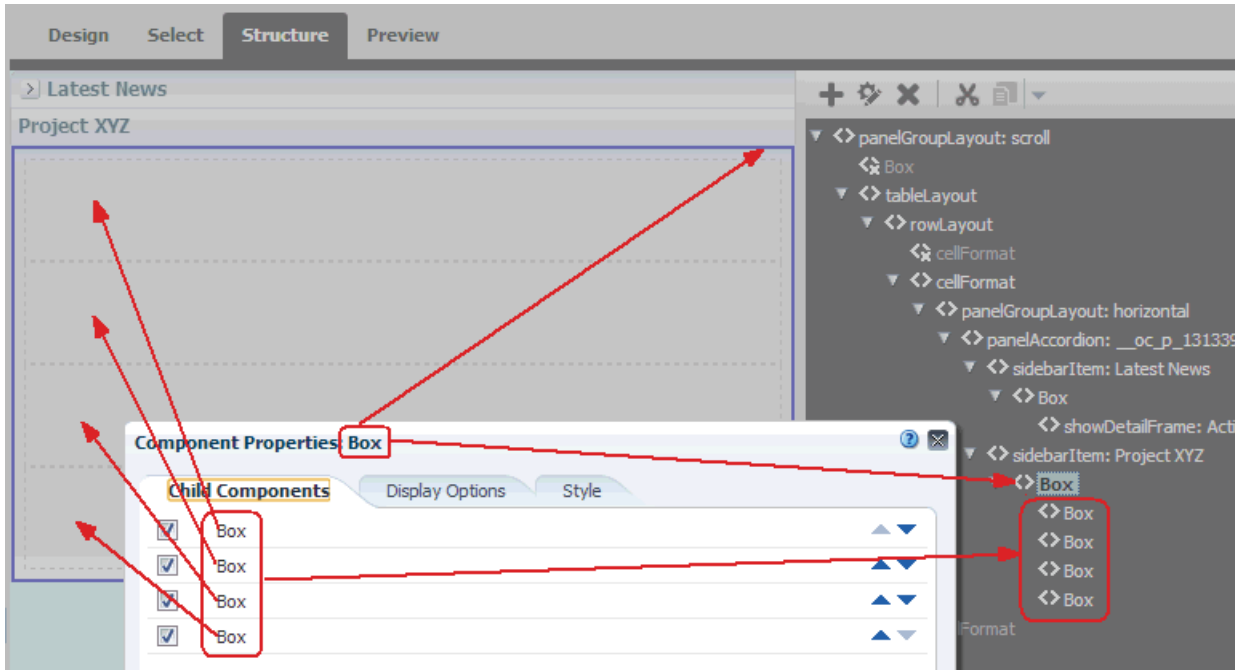 Design Select Structure Preview
Latest News
Project XYZ
panelGroupLayout: scroll
Box
tableLayout
rowLayout
cellFormat
cellFormat
panelGroupLayout: horizontal
panelAccordion: __oc_p_131339
sidebarItem: Latest News
Box
showDetailFrame: Acti
sidebarItem: Project XYZ
Box
Box
Box
Box
Box
Format
Component Properties: Box
Child Components Display Options Style
Box
Box
Box
Box